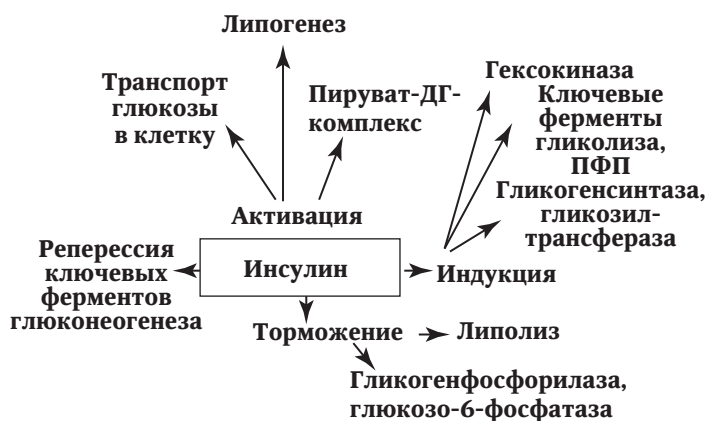 Липогенез
Транспорт
глюкозы
в клетку
Пируват-ДГ-
комплекс
Гексокиназа
Ключевые
ферменты
гликолиза,
ПФП
Гликогенсинтаза,
гликозил-
трансфераза
Активация
Репрессия
ключевых
ферментов
глюконеогенеза
Инсулин
Индукция
Торможение
Липолиз
Гликогенфосфорилаза,
глюкозо-6-фосфатаза